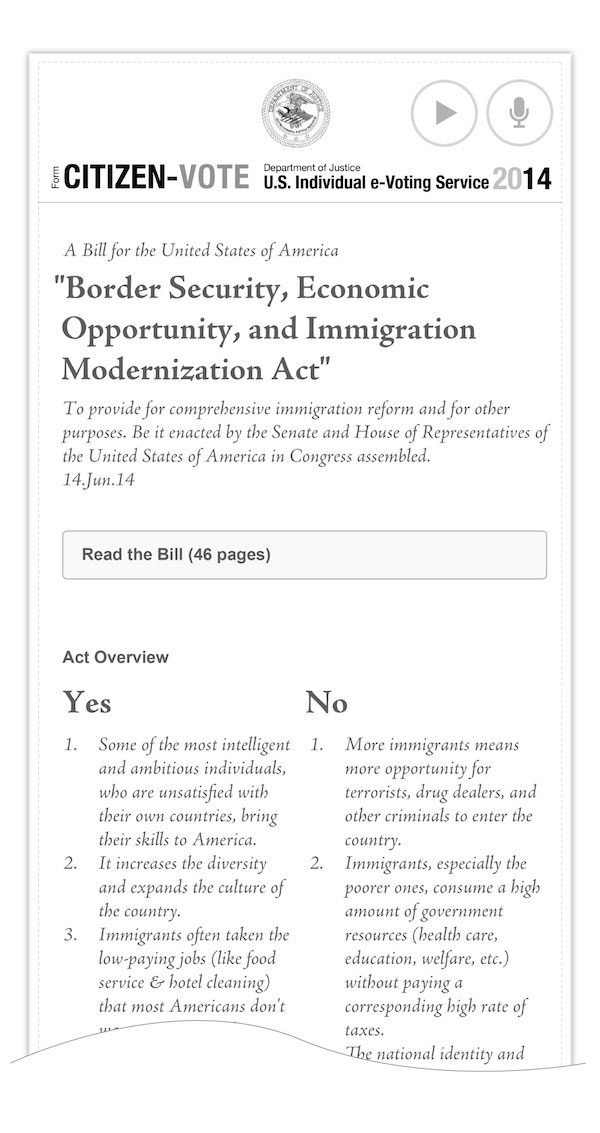 DEPARTMENT OF JUSTICE
Form
CITIZEN-VOTE
Department of Justice
U.S. Individual e-Voting Service 2014
A Bill for the United States of America
"Border Security, Economic
Opportunity, and Immigration
Modernization Act"
To provide for comprehensive immigration reform and for other
purposes. Be it enacted by the Senate and House of Representatives of
the United States of America in Congress assembled.
14.Jun.14
Read the Bill (46 pages)
Act Overview
Yes
1. Some of the most intelligent
and ambitious individuals,
who are unsatisfied with
their own countries, bring
their skills to America.
2. It increases the diversity
and expands the culture of
the country.
3. Immigrants often taken the
low-paying jobs (like food
service & hotel cleaning)
that most Americans don't
No
1. More immigrants means
more opportunity for
terrorists, drug dealers, and
other criminals to enter the
country.
2. Immigrants, especially the
poorer ones, consume a high
amount of government
resources (health care,
education, welfare, etc.)
without paying a
corresponding high rate of
taxes.
The national identity and